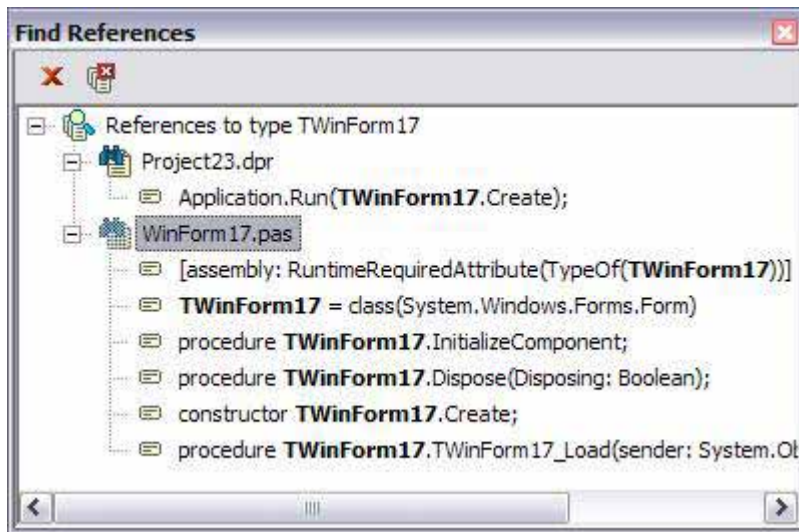 Find References
References to type TWinForm17
Project23.dpr
Application.Run(TWinForm17.Create);
WinForm17.pas
[assembly: RuntimeRequiredAttribute(TypeOf(TWinForm17))]
TWinForm17 = class(System.Windows.Forms.Form)
procedure TWinForm17.InitializeComponent;
procedure TWinForm17.Dispose(Disposing: Boolean);
constructor TWinForm17.Create;
procedure TWinForm17.TWinForm17_Load(sender: System.Ob